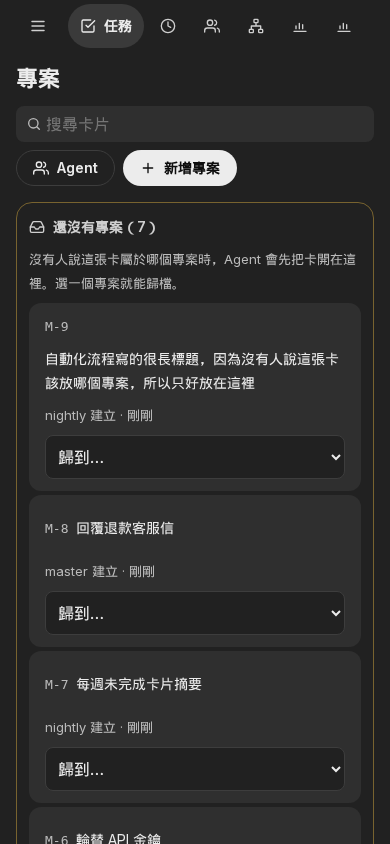 任務
專案
搜尋卡片
Agent
新增專案
還沒有專案（7）
沒有人說這張卡屬於哪個專案時，Agent 會先把卡開在這
裡。選一個專案就能歸檔。
M-9
自動化流程寫的很長標題，因為沒有人說這張卡
該放哪個專案，所以只好放在這裡
nightly 建立 · 剛剛
歸到…
M-8 回覆退款客服信
master 建立 · 剛剛
歸到…
M-7 每週未完成卡片摘要
nightly 建立 · 剛剛
歸到…
M-6 輪替 API 金鑰